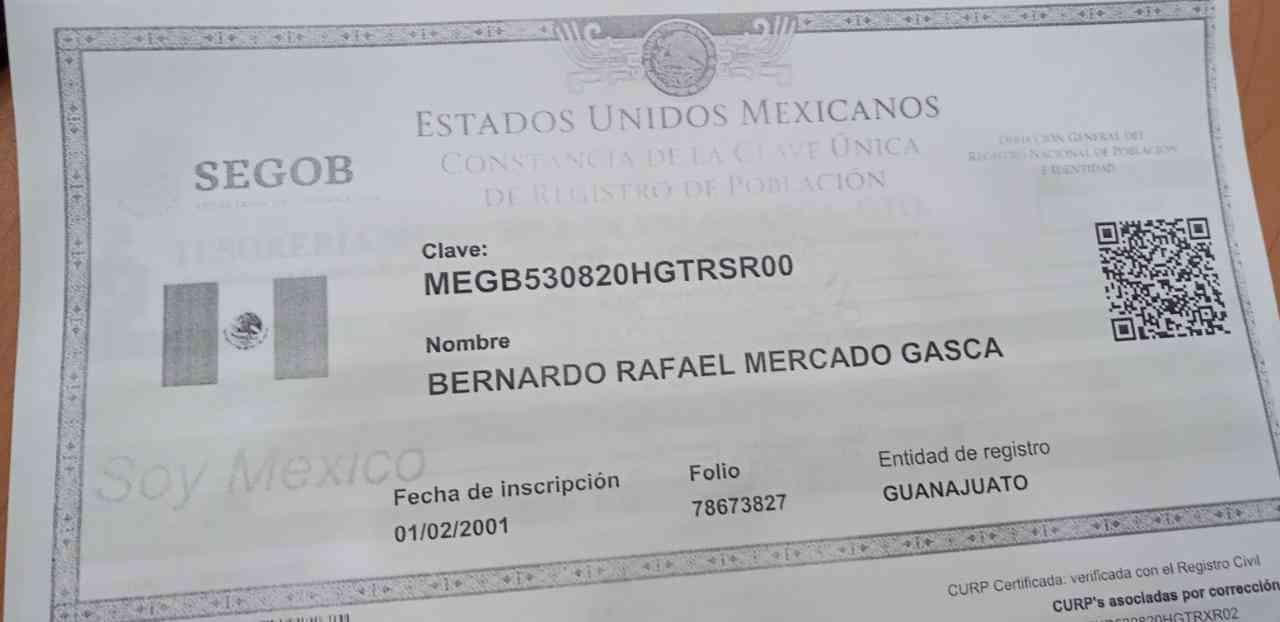 ESTADOS UNIDOS MEXICANOS
CONSTANCIA DE LA CLAVE ÚNICA
DE REGISTRO DE POBLACIÓN
SEGOB
DIRECCIÓN GENERAL DEL
REGISTRO NACIONAL DE POBLACIÓN
E IDENTIDAD
TESORERÍA
Clave:
MEGB530820HGTRSR00
Nombre
BERNARDO RAFAEL MERCADO GASCA
Soy México
Fecha de inscripción
01/02/2001
Folio
78673827
Entidad de registro
GUANAJUATO
CURP Certificada: verificada con el Registro Civil
CURP's asociadas por corrección